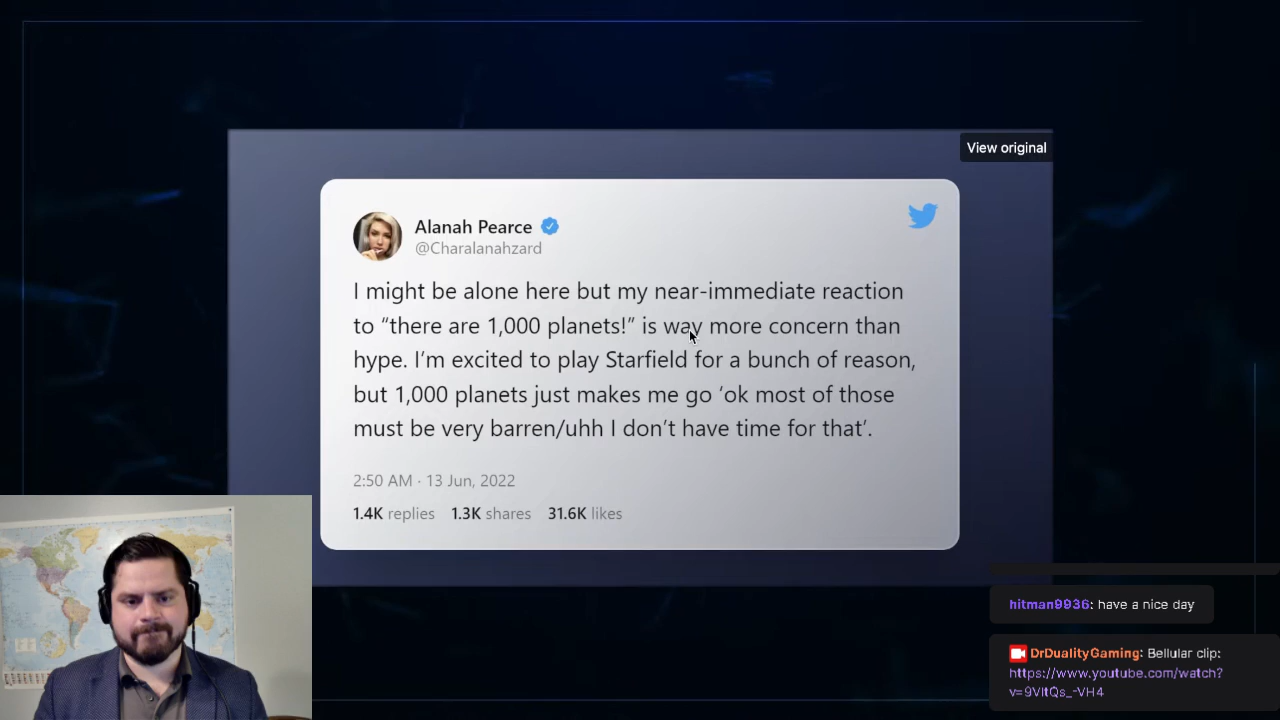 View original
Alanah Pearce
@Charalanahzard
I might be alone here but my near-immediate reaction
to “there are 1,000 planets!” is way more concern than
hype. I’m excited to play Starfield for a bunch of reason,
but 1,000 planets just makes me go ‘ok most of those
must be very barren/uhh I don’t have time for that’.
2:50 AM · 13 Jun, 2022
1.4K replies 1.3K shares 31.6K likes
hitman9936: have a nice day
DrDualityGaming: Bellular clip:
https://www.youtube.com/watch?
v=9VltQs_-VH4